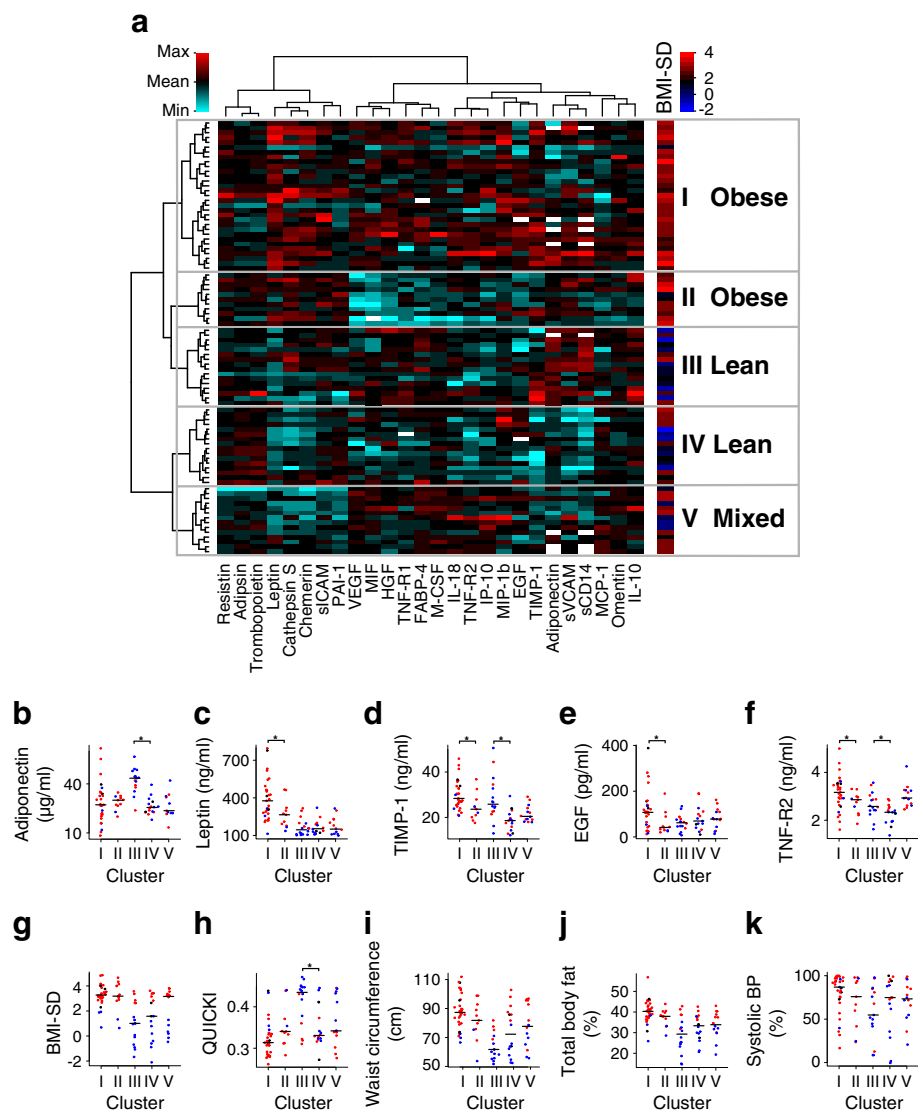 a
Max
Mean
Min
BMI-SD
4
2
0
-2
I Obese
II Obese
III Lean
IV Lean
V Mixed
Resistin
Adipsin
Trombopoietin
Leptin
Cathepsin S
Chemerin
sICAM
PAI-1
VEGF
MIF
HGF
TNF-R1
FABP-4
M-CSF
IL-18
TNF-R2
IP-10
MIP-1b
EGF
TIMP-1
Adiponectin
sVCAM
sCD14
MCP-1
Omentin
IL-10
b
Adiponectin
(μg/ml)
40
10
*
I II III IV V
Cluster
c
Leptin (ng/ml)
700
400
100
*
I II III IV V
Cluster
d
TIMP-1 (ng/ml)
40
20
* *
I II III IV V
Cluster
e
EGF (pg/ml)
400
200
0
*
I II III IV V
Cluster
f
TNF-R2 (ng/ml)
4
2
* *
I II III IV V
Cluster
g
BMI-SD
4
2
0
-2
I II III IV V
Cluster
h
QUICKI
0.4
0.3
*
I II III IV V
Cluster
i
Waist circumference
(cm)
110
90
70
50
I II III IV V
Cluster
j
Total body fat
(%)
60
50
40
30
20
I II III IV V
Cluster
k
Systolic BP
(%)
100
50
0
I II III IV V
Cluster